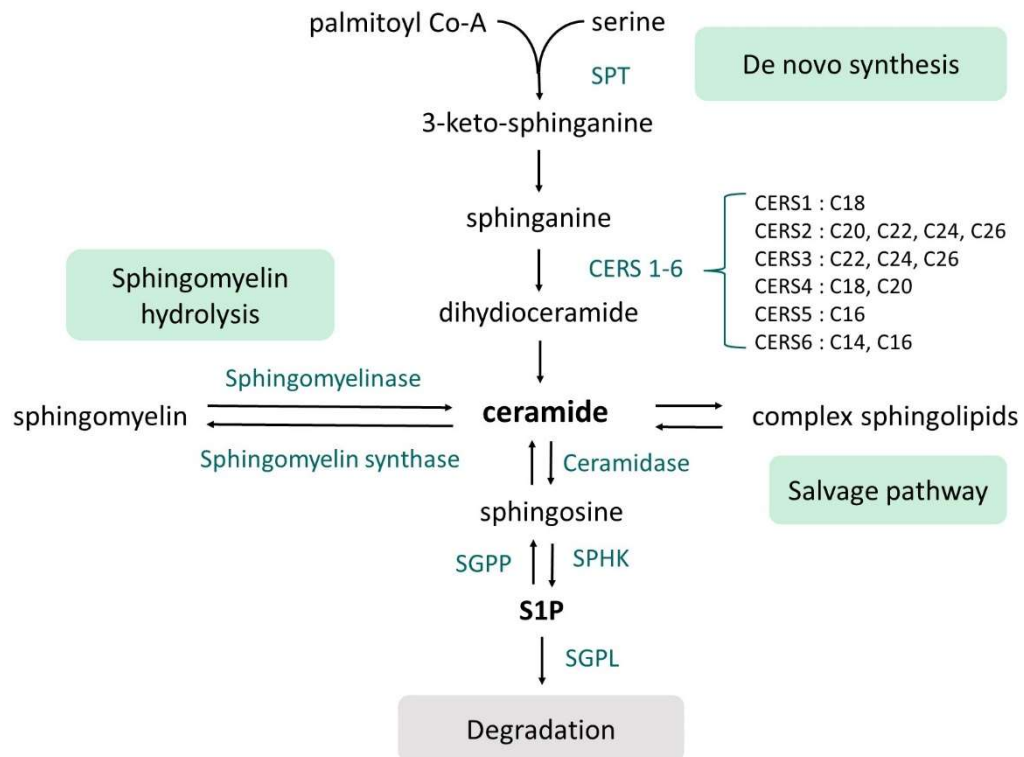 palmitoyl Co-A
serine
SPT
De novo synthesis
3-keto-sphinganine
sphinganine
CERS 1-6
CERS1 : C18
CERS2 : C20, C22, C24, C26
CERS3 : C22, C24, C26
CERS4 : C18, C20
CERS5 : C16
CERS6 : C14, C16
Sphingomyelin
hydrolysis
dihydioceramide
Sphingomyelinase
sphingomyelin
ceramide
complex sphingolipids
Sphingomyelin synthase
Ceramidase
Salvage pathway
sphingosine
SGPP
SPHK
S1P
SGPL
Degradation